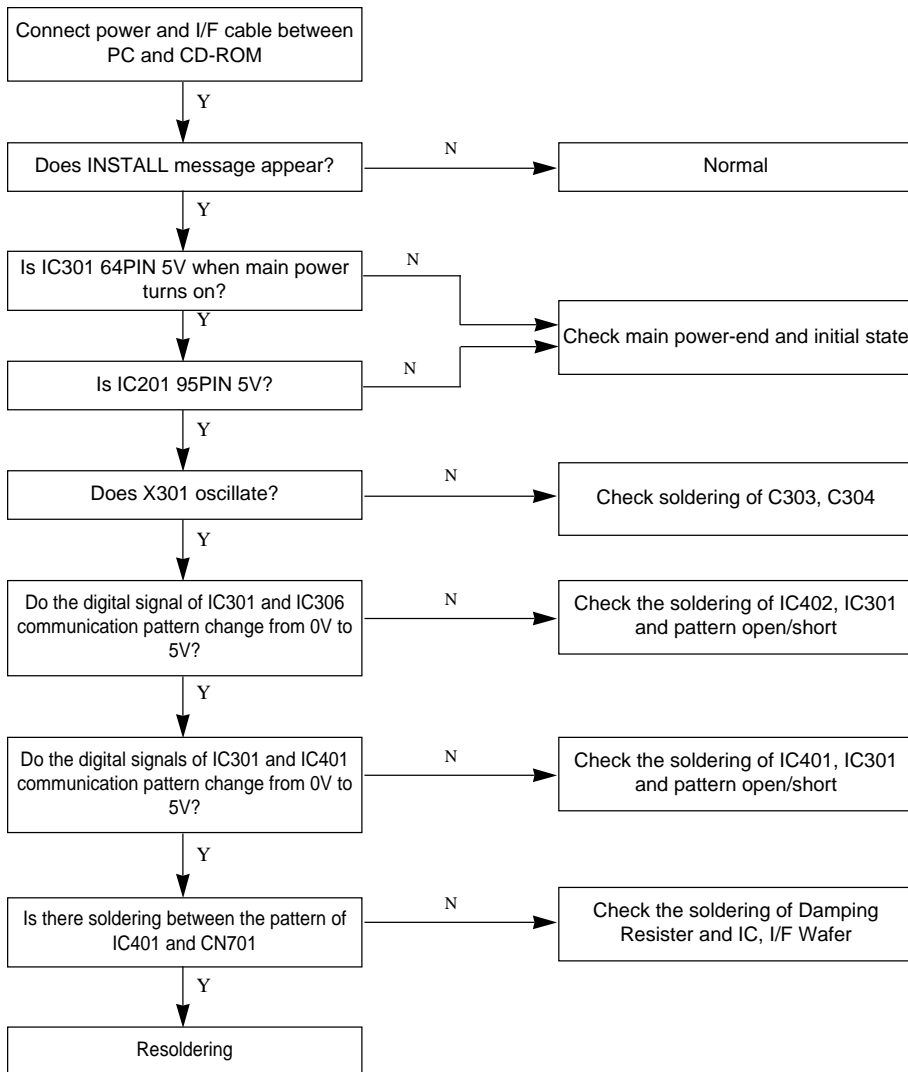 Connect power and I/F cable between
PC and CD-ROM
Y
Does INSTALL message appear?
N
Normal
Y
Is IC301 64PIN 5V when main power
turns on?
N
Check main power-end and initial state
Y
Is IC201 95PIN 5V?
N
Y
Does X301 oscillate?
N
Check soldering of C303, C304
Y
Do the digital signal of IC301 and IC306
communication pattern change from 0V to
5V?
N
Check the soldering of IC402, IC301
and pattern open/short
Y
Do the digital signals of IC301 and IC401
communication pattern change from 0V to
5V?
N
Check the soldering of IC401, IC301
and pattern open/short
Y
Is there soldering between the pattern of
IC401 and CN701
N
Check the soldering of Damping
Resister and IC, I/F Wafer
Y
Resoldering